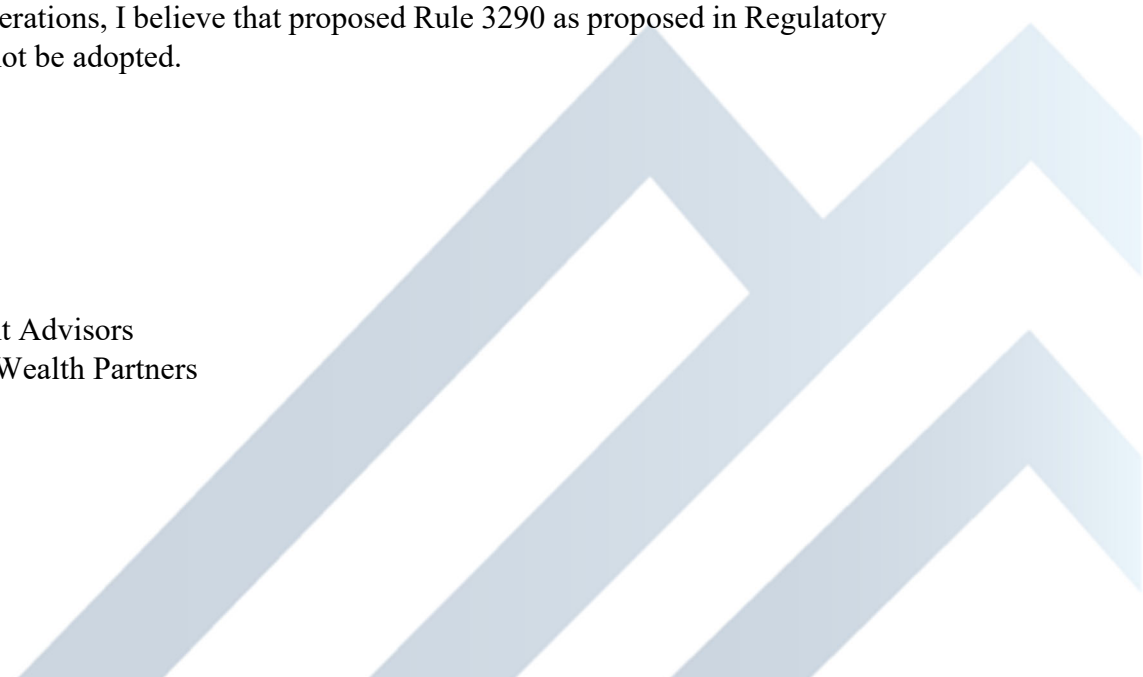 erations, I believe that proposed Rule 3290 as proposed in Regulatory
ot be adopted.
t Advisors
Wealth Partners